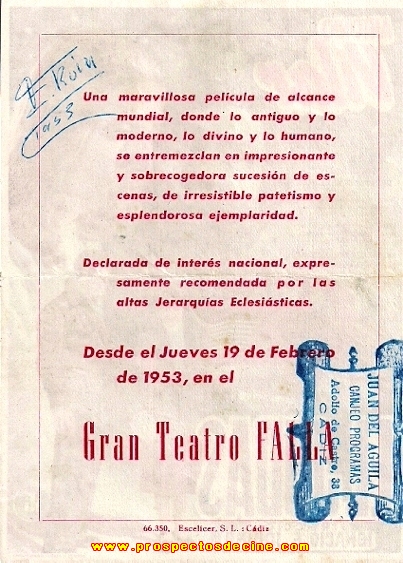 E. Ruiz
1953
Una maravillosa película de alcance
mundial, donde lo antiguo y lo
moderno, lo divino y lo humano,
se entremezclan en impresionante
y sobrecogedora sucesión de es-
cenas, de irresistible patetismo y
esplendorosa ejemplaridad.
Declarada de interés nacional, expre-
samente recomendada por las
altas Jerarquías Eclesiásticas.
Desde el Jueves 19 de Febrero
de 1953, en el
Gran Teatro FALLA
JUAN DEL AGUILA
CANJEO PROGRAMAS
Adolfo de Castro, 38
CADIZ
66.350, Escelicer, S. L. : Cádiz
www.prospectosdecine.com